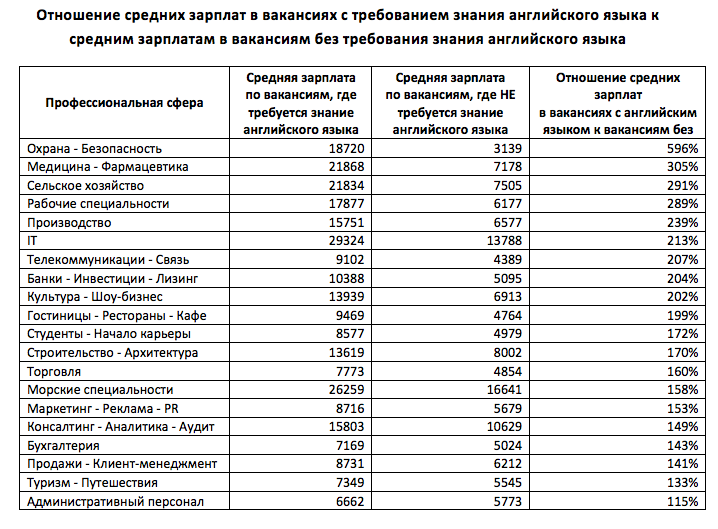 Отношение средних зарплат в вакансиях с требованием знания английского языка к
средним зарплатам в вакансиям без требования знания английского языка
Профессиональная сфера
Средняя зарплата
по вакансиям, где
требуется знание
английского языка
Средняя зарплата
по вакансиям, где НЕ
требуется знание
английского языка
Отношение средних
зарплат
в вакансиях с английским
языком к вакансиям без
Охрана - Безопасность 18720 3139 596%
Медицина - Фармацевтика 21868 7178 305%
Сельское хозяйство 21834 7505 291%
Рабочие специальности 17877 6177 289%
Производство 15751 6577 239%
IT 29324 13788 213%
Телекоммуникации - Связь 9102 4389 207%
Банки - Инвестиции - Лизинг 10388 5095 204%
Культура - Шоу-бизнес 13939 6913 202%
Гостиницы - Рестораны - Кафе 9469 4764 199%
Студенты - Начало карьеры 8577 4979 172%
Строительство - Архитектура 13619 8002 170%
Торговля 7773 4854 160%
Морские специальности 26259 16641 158%
Маркетинг - Реклама - PR 8716 5679 153%
Консалтинг - Аналитика - Аудит 15803 10629 149%
Бухгалтерия 7169 5024 143%
Продажи - Клиент-менеджмент 8731 6212 141%
Туризм - Путешествия 7349 5545 133%
Административный персонал 6662 5773 115%